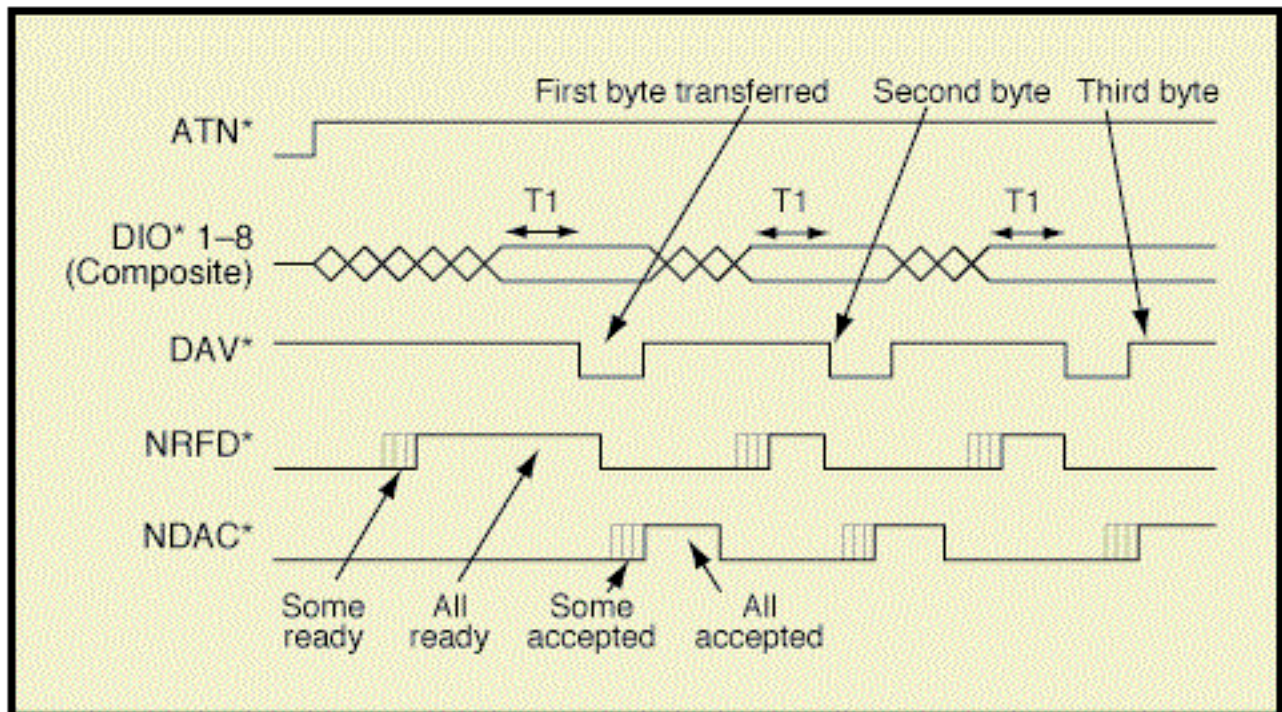 First byte transferred Second byte Third byte
ATN*
T1 T1 T1
DIO* 1–8
(Composite)
DAV*
NRFD*
NDAC*
Some ready
All ready
Some accepted
All accepted